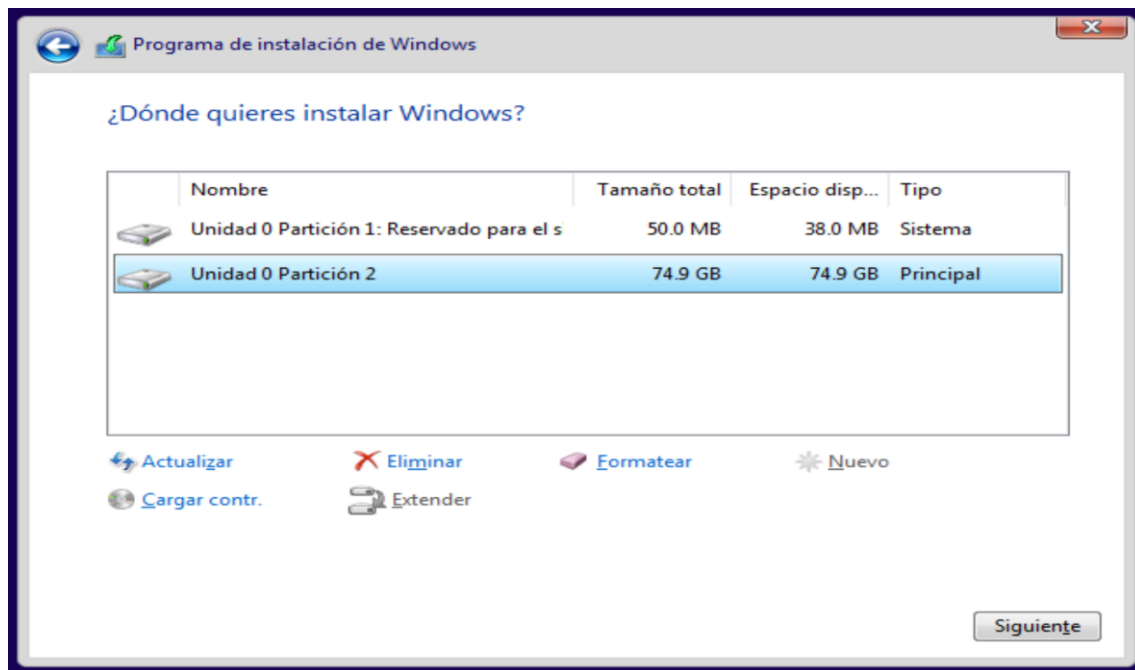 Programa de instalación de Windows
¿Dónde quieres instalar Windows?
Nombre Tamaño total Espacio disp... Tipo
Unidad 0 Partición 1: Reservado para el s 50.0 MB 38.0 MB Sistema
Unidad 0 Partición 2 74.9 GB 74.9 GB Principal
Actualizar Eliminar Formatear Nuevo
Cargar contr. Extender
Siguiente